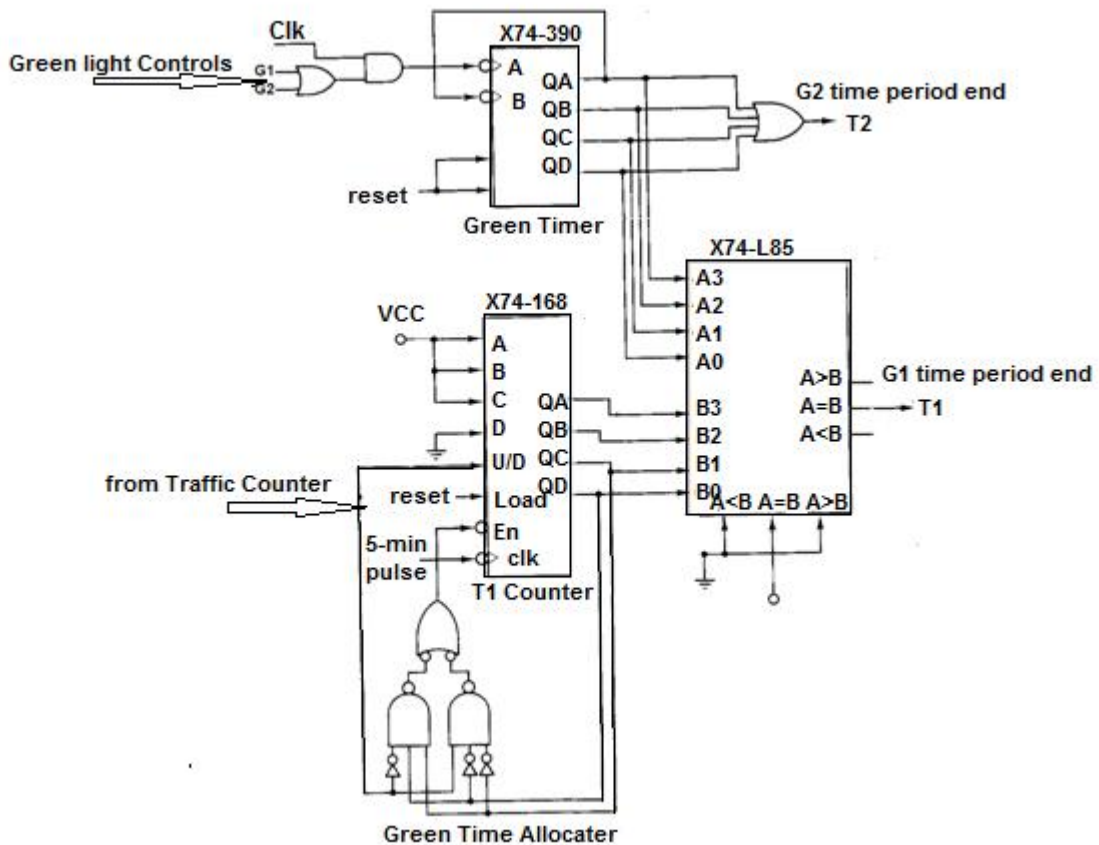 Clk
X74-390
Green light Controls
G1
G2
A
QA
B
QB
QC
QD
G2 time period end
T2
reset
Green Timer
X74-L85
A3
A2
A1
A0
A>B
G1 time period end
A=B
T1
A<B
B3
B2
B1
B0
A<B A=B A>B
X74-168
VCC
A
B
C
QA
D
QB
U/D
QC
QD
from Traffic Counter
reset
Load
En
5-min
pulse
clk
T1 Counter
Green Time Allocater